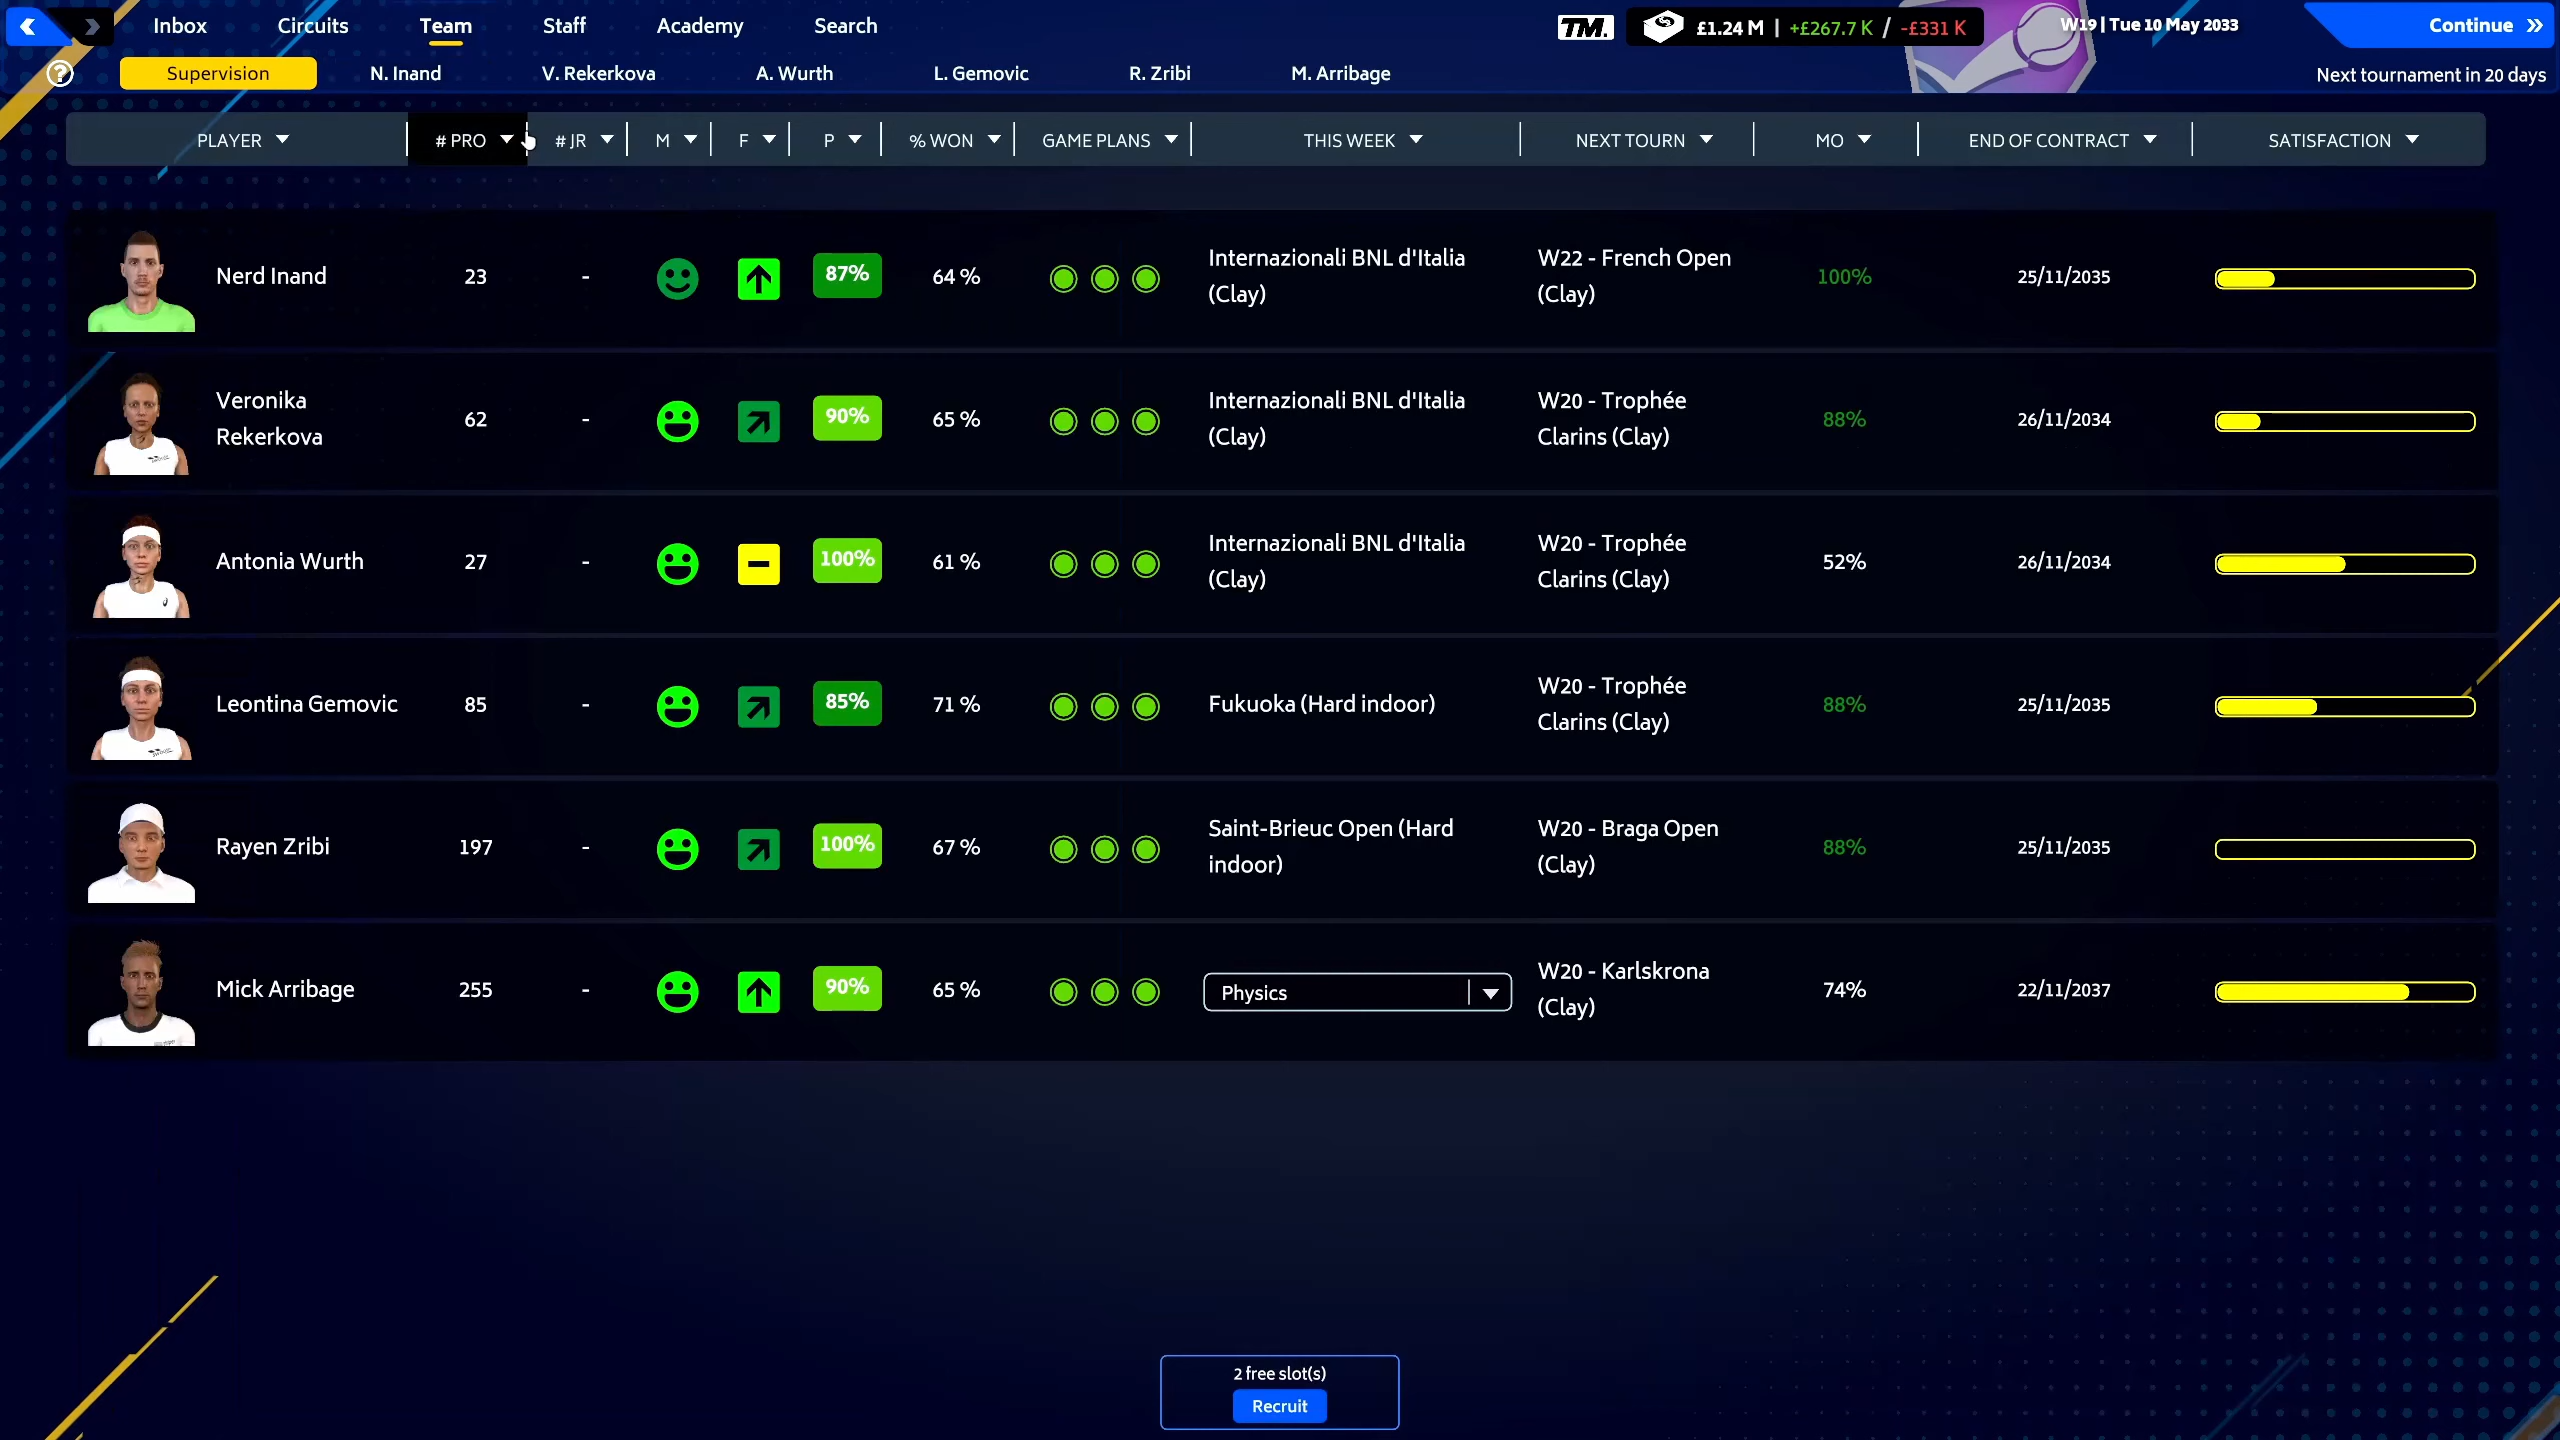 Inbox Circuits Team Staff Academy Search TM. £1.24 M | +£267.7 K / -£331 K W19 | Tue 10 May 2033 Continue
? Supervision N. Inand V. Rekerkova A. Wurth L. Gemovic R. Zribi M. Arribage Next tournament in 20 days
PLAYER # PRO # JR M F P % WON GAME PLANS THIS WEEK NEXT TOURN MO END OF CONTRACT SATISFACTION
Nerd Inand 23 - 87% 64 % Internazionali BNL d'Italia (Clay) W22 - French Open (Clay) 100% 25/11/2035
Veronika Rekerkova 62 - 90% 65 % Internazionali BNL d'Italia (Clay) W20 - Trophée Clarins (Clay) 88% 26/11/2034
Antonia Wurth 27 - 100% 61 % Internazionali BNL d'Italia (Clay) W20 - Trophée Clarins (Clay) 52% 26/11/2034
Leontina Gemovic 85 - 85% 71 % Fukuoka (Hard indoor) W20 - Trophée Clarins (Clay) 88% 25/11/2035
Rayen Zribi 197 - 100% 67 % Saint-Brieuc Open (Hard indoor) W20 - Braga Open (Clay) 88% 25/11/2035
Mick Arribage 255 - 90% 65 % Physics W20 - Karlskrona (Clay) 74% 22/11/2037
2 free slot(s)
Recruit